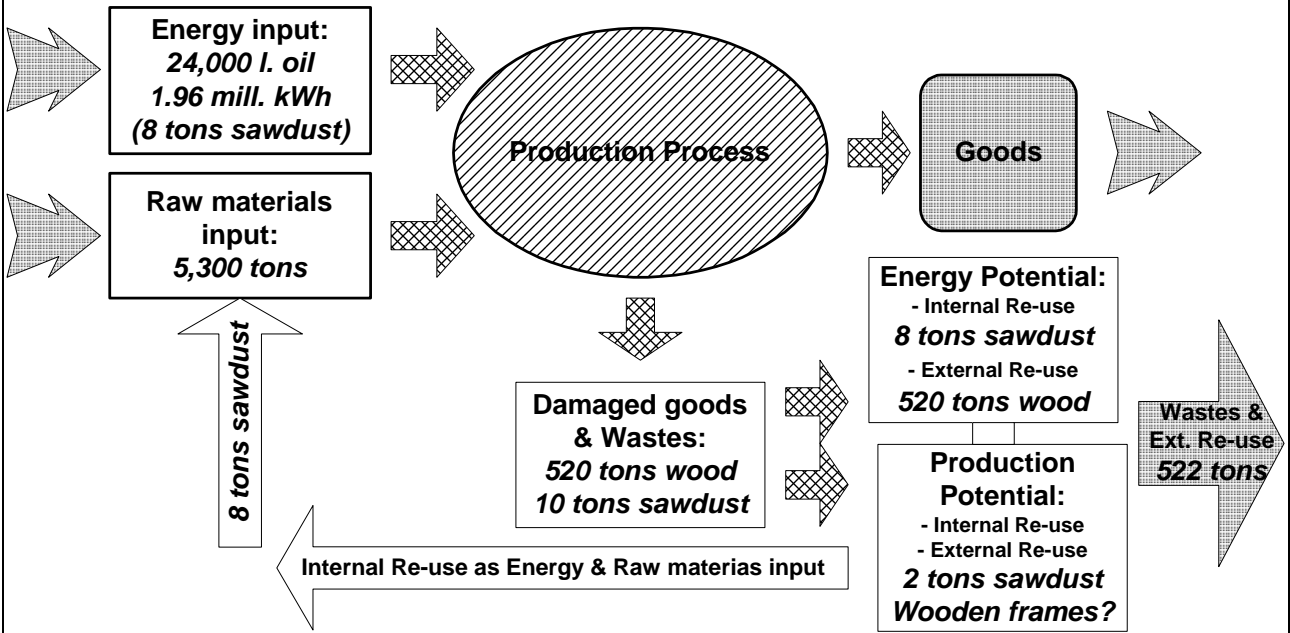 Energy input:
24,000 l. oil
1.96 mill. kWh
(8 tons sawdust)
Production Process
Goods
Raw materials
input:
5,300 tons
8 tons sawdust
Damaged goods
& Wastes:
520 tons wood
10 tons sawdust
Energy Potential:
- Internal Re-use
8 tons sawdust
- External Re-use
520 tons wood
Production
Potential:
- Internal Re-use
- External Re-use
2 tons sawdust
Wooden frames?
Wastes &
Ext. Re-use
522 tons
Internal Re-use as Energy & Raw materias input